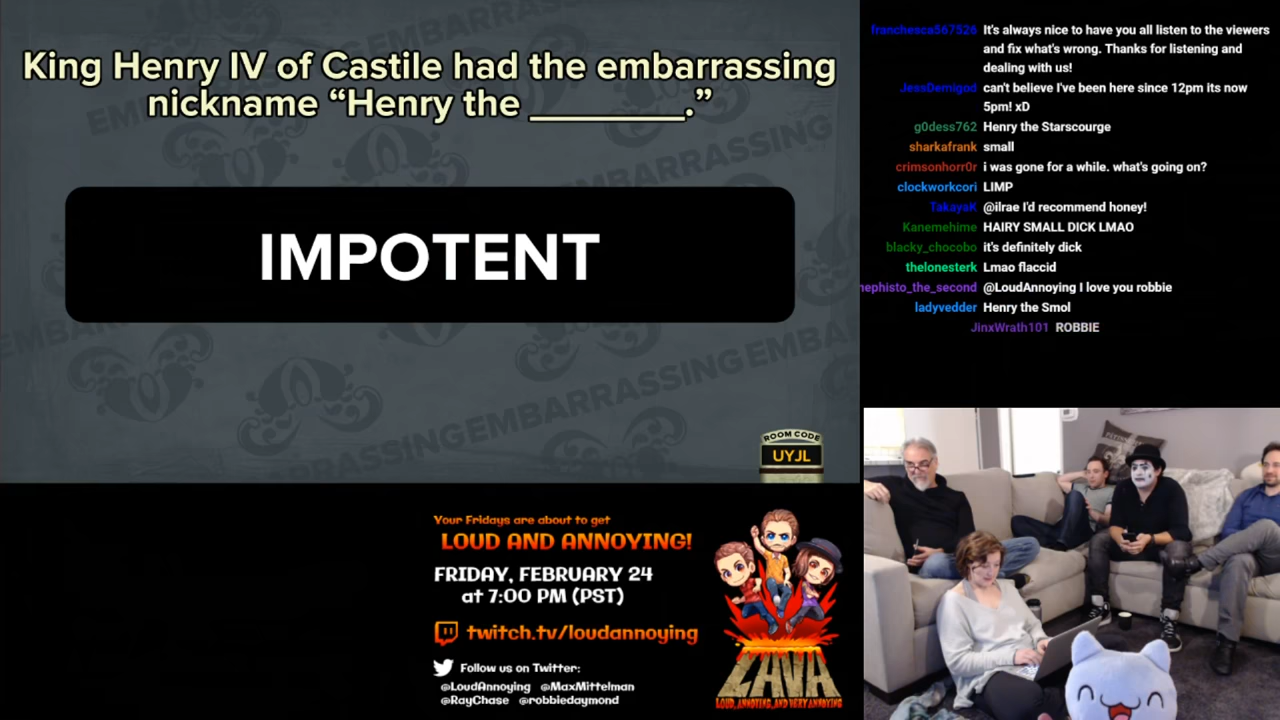 King Henry IV of Castile had the embarrassing
nickname “Henry the ________.”
IMPOTENT
ROOM CODE
UYJL
Your Fridays are about to get
LOUD AND ANNOYING!
FRIDAY, FEBRUARY 24
at 7:00 PM (PST)
twitch.tv/loudannoying
Follow us on Twitter:
@LoudAnnoying @MaxMittelman
@RayChase @robbiedaymond
LAVA
LOUD, ANNOYING, AND VERY ANNOYING
franchesca567526 It's always nice to have you all listen to the viewers
and fix what's wrong. Thanks for listening and
dealing with us!
JessDemigod can't believe I've been here since 12pm its now
5pm! xD
g0dess762 Henry the Starscourge
sharkafrank small
crimsonhorr0r i was gone for a while. what's going on?
clockworkcori LIMP
TakayaK @ilrae I'd recommend honey!
Kanemehime HAIRY SMALL DICK LMAO
blacky_chocobo it's definitely dick
thelonesterk Lmao flaccid
nephisto_the_second @LoudAnnoying I love you robbie
ladyvedder Henry the Smol
JinxWrath101 ROBBIE
EMBARRASSING
EMBARRASSING
EMBARRASSING
EMBARRASSING